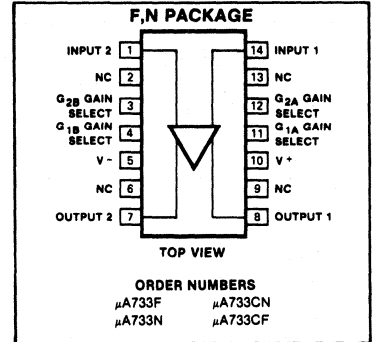 F,N PACKAGE
INPUT 2 1 14 INPUT 1
NC 2 13 NC
G2B GAIN SELECT 3 12 G2A GAIN SELECT
G1B GAIN SELECT 4 11 G1A GAIN SELECT
V- 5 10 V+
NC 6 9 NC
OUTPUT 2 7 8 OUTPUT 1
TOP VIEW
ORDER NUMBERS
μA733F μA733CN
μA733N μA733CF